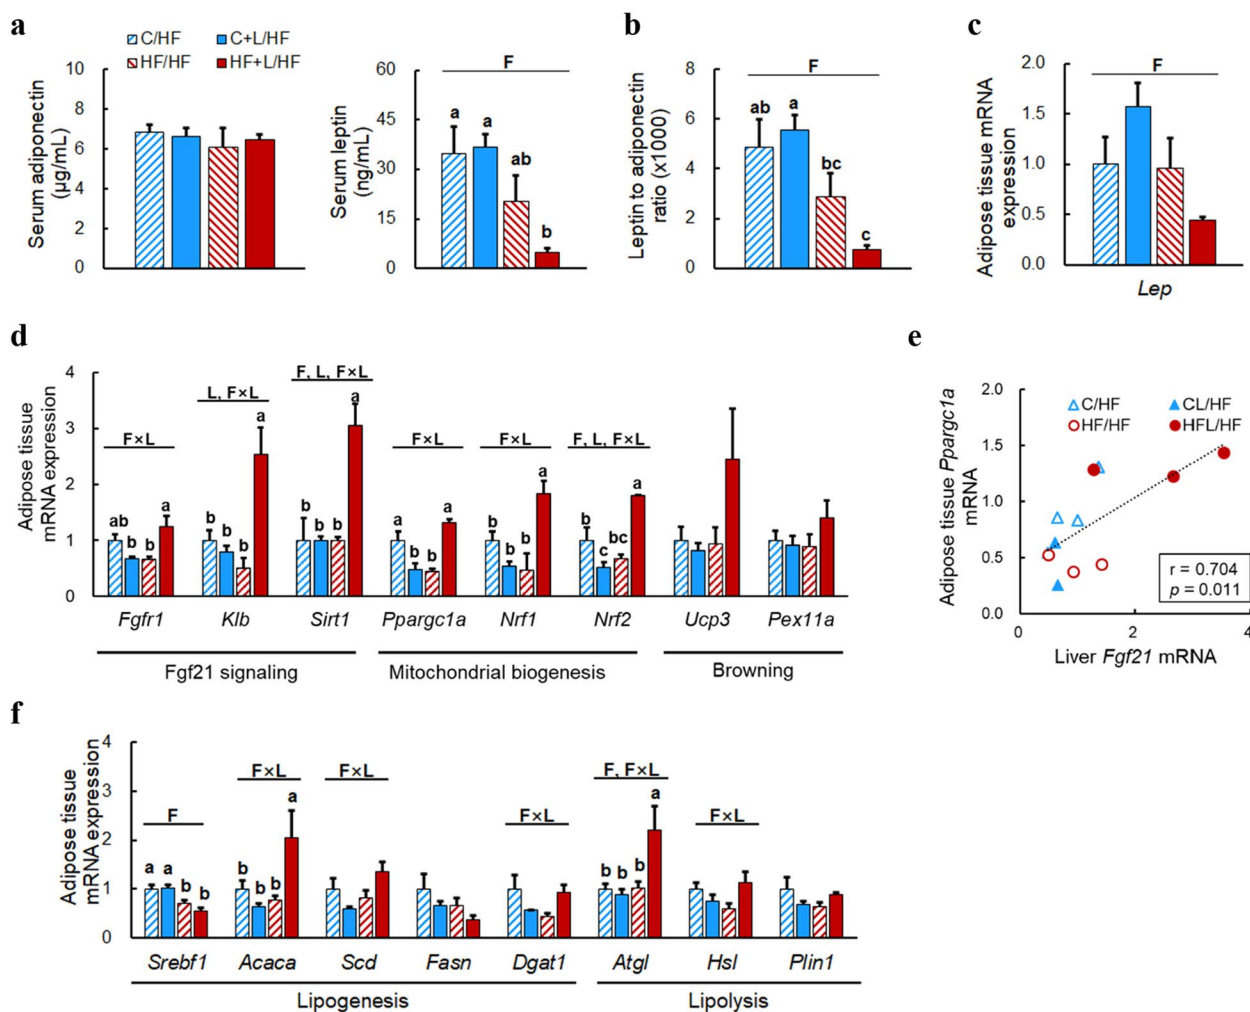 a
C/HF
C+L/HF
HF/HF
HF+L/HF
Serum adiponectin
(µg/mL)
10
8
6
4
2
0
Serum leptin
(ng/mL)
60
45
30
15
0
F
a
a
ab
b
b
Leptin to adiponectin
ratio (x1000)
8
6
4
2
0
F
ab
a
bc
c
c
Adipose tissue mRNA
expression
2.0
1.5
1.0
0.5
0.0
F
Lep
d
Adipose tissue
mRNA expression
4
3
2
1
0
F×L
L, F×L
F, L, F×L
F×L
F×L
F, L, F×L
ab b b a
b b b a
b b b a
a b b a
b b b a
b c bc a
Fgfr1 Klb Sirt1 Ppargc1a Nrf1 Nrf2 Ucp3 Pex11a
Fgf21 signaling
Mitochondrial biogenesis
Browning
e
Adipose tissue Ppargc1a
mRNA
2.0
1.5
1.0
0.5
0.0
C/HF
CL/HF
HF/HF
HFL/HF
r = 0.704
p = 0.011
0 2 4
Liver Fgf21 mRNA
f
Adipose tissue
mRNA expression
4
3
2
1
0
F
F×L
F×L
F×L
F, F×L
F×L
a a b b
b b b a
b b b a
Srebf1 Acaca Scd Fasn Dgat1 Atgl Hsl Plin1
Lipogenesis
Lipolysis